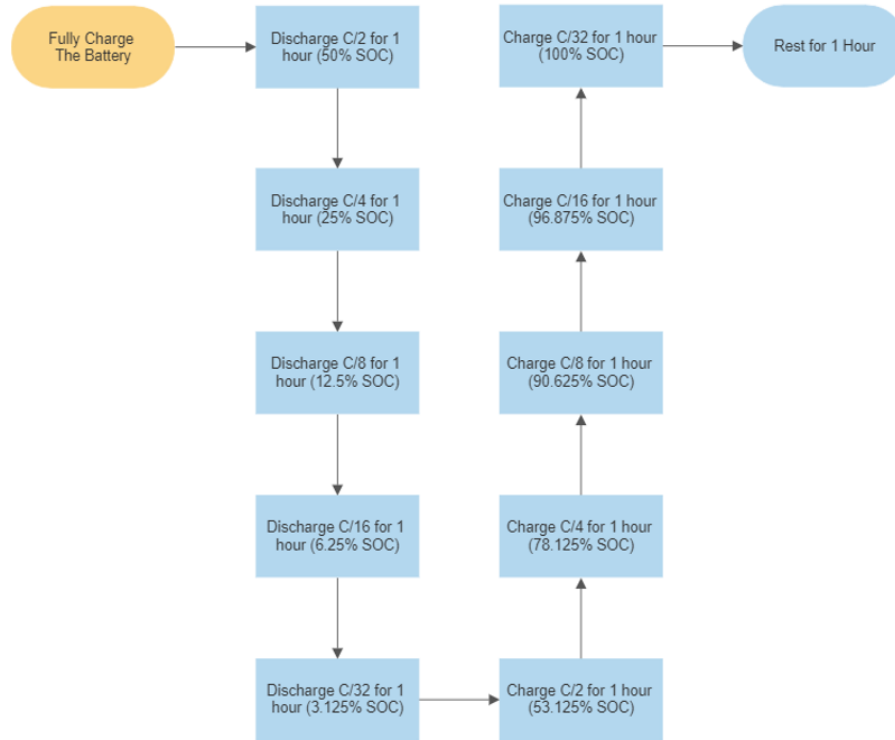 Fully Charge
The Battery
Discharge C/2 for 1
hour (50% SOC)
Discharge C/4 for 1
hour (25% SOC)
Discharge C/8 for 1
hour (12.5% SOC)
Discharge C/16 for 1
hour (6.25% SOC)
Discharge C/32 for 1
hour (3.125% SOC)
Charge C/2 for 1 hour
(53.125% SOC)
Charge C/4 for 1 hour
(78.125% SOC)
Charge C/8 for 1 hour
(90.625% SOC)
Charge C/16 for 1 hour
(96.875% SOC)
Charge C/32 for 1 hour
(100% SOC)
Rest for 1 Hour